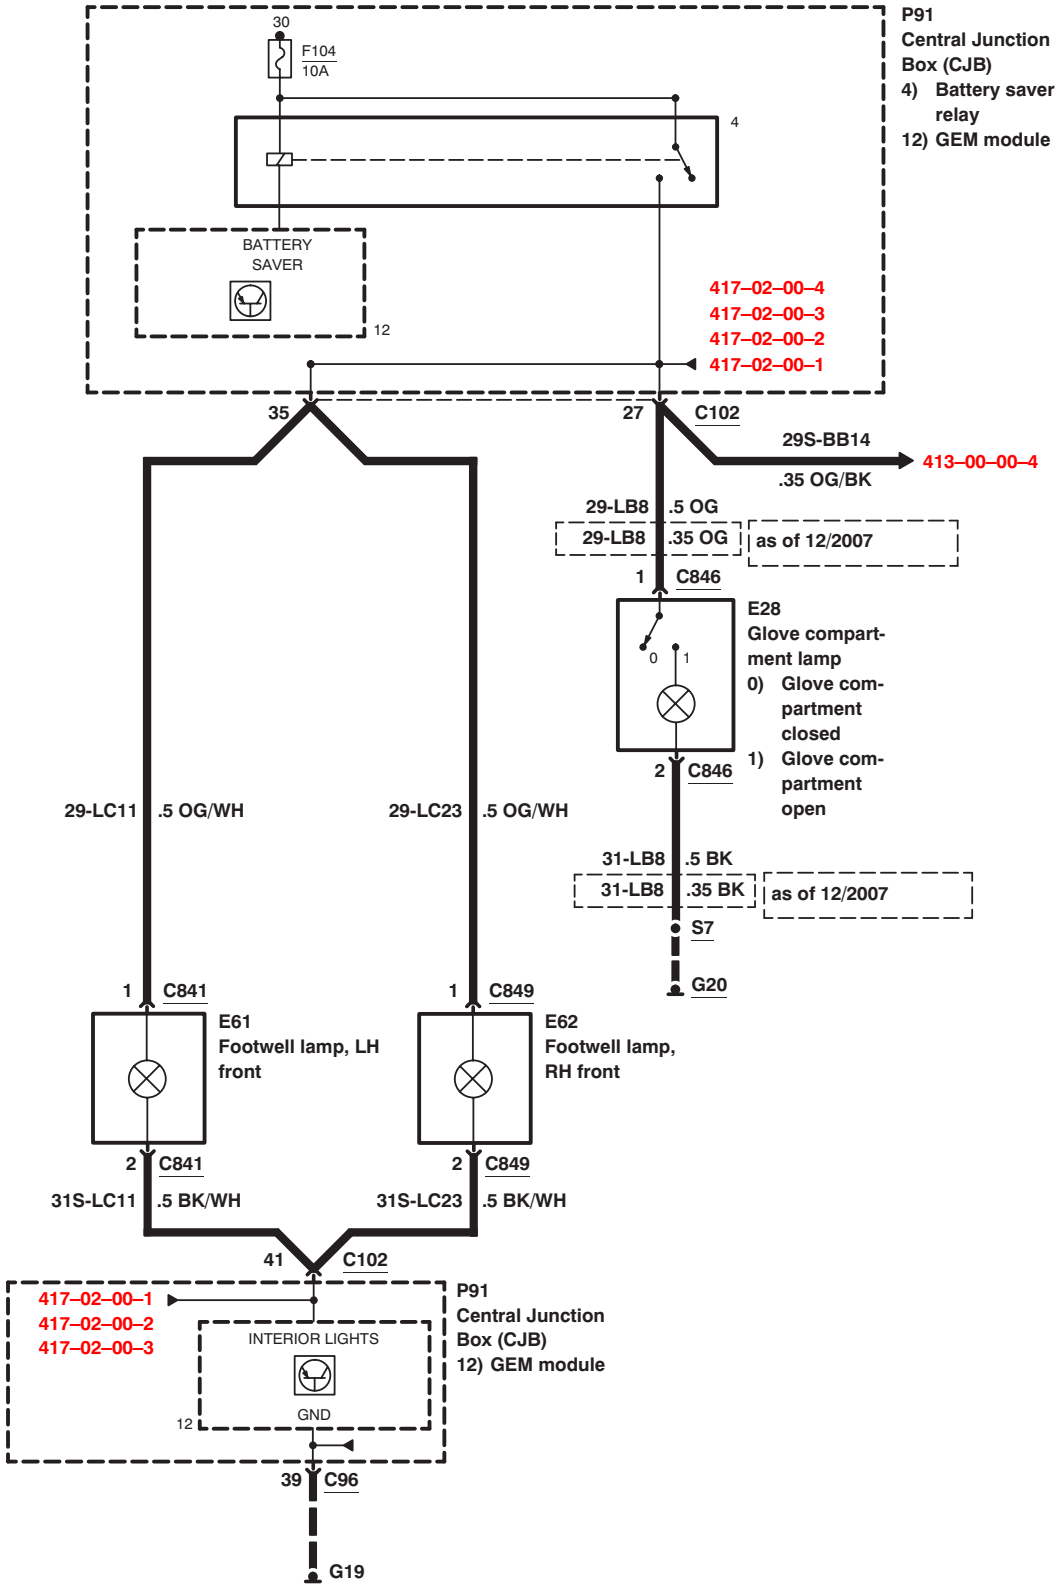 P91
Central Junction
Box (CJB)
4) Battery saver
relay
12) GEM module
30
F104
10A
4
BATTERY
SAVER
12
417–02–00–4
417–02–00–3
417–02–00–2
417–02–00–1
35
27
C102
29S-BB14
.35 OG/BK
413–00–00–4
29-LB8 .5 OG
29-LB8 .35 OG
as of 12/2007
1
C846
E28
Glove compart-
ment lamp
0) Glove com-
partment
closed
1) Glove com-
partment
open
0
1
2
C846
29-LC11 .5 OG/WH
29-LC23 .5 OG/WH
31-LB8 .5 BK
31-LB8 .35 BK
as of 12/2007
S7
G20
1
C841
1
C849
E61
Footwell lamp, LH
front
E62
Footwell lamp,
RH front
2
C841
2
C849
31S-LC11 .5 BK/WH
31S-LC23 .5 BK/WH
41
C102
417–02–00–1
417–02–00–2
417–02–00–3
P91
Central Junction
Box (CJB)
12) GEM module
INTERIOR LIGHTS
GND
12
39
C96
G19